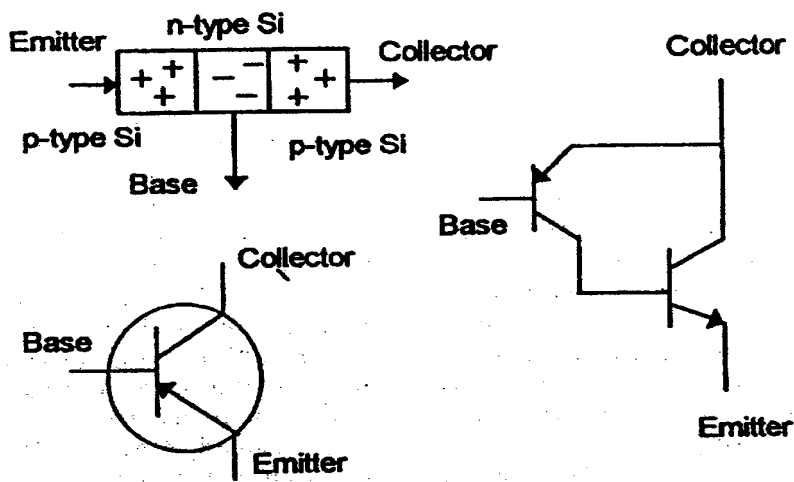 n-type Si
Emitter
Collector
+ + + - - - + + +
p-type Si
p-type Si
Base
Collector
Base
Emitter
Collector
Base
Emitter